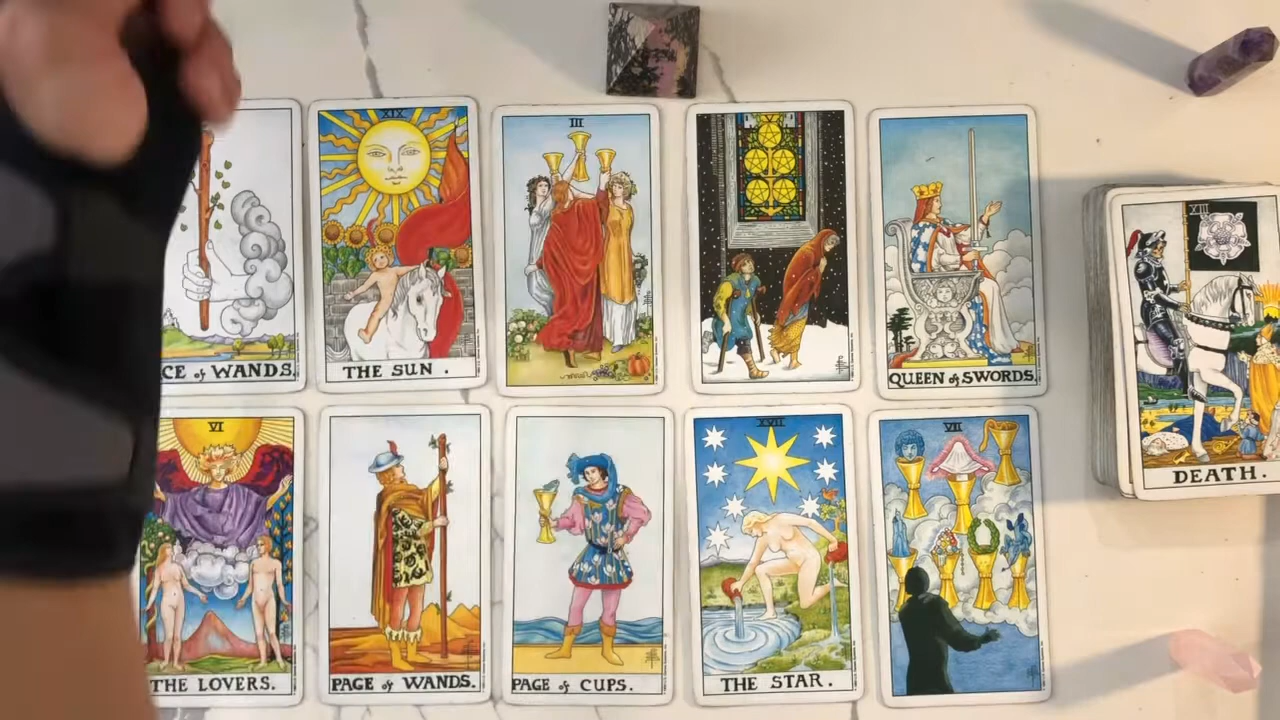 CE of WANDS.
XIX
THE SUN .
III
QUEEN of SWORDS.
XIII
DEATH.
VI
THE LOVERS.
PAGE of WANDS.
PAGE of CUPS.
XVII
THE STAR.
VII